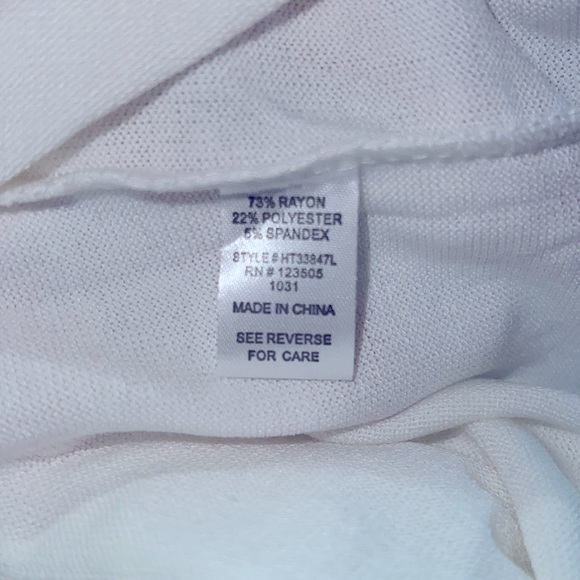 73% RAYON
22% POLYESTER
5% SPANDEX
STYLE # HT33847L
RN # 123505
1031
MADE IN CHINA
SEE REVERSE
FOR CARE